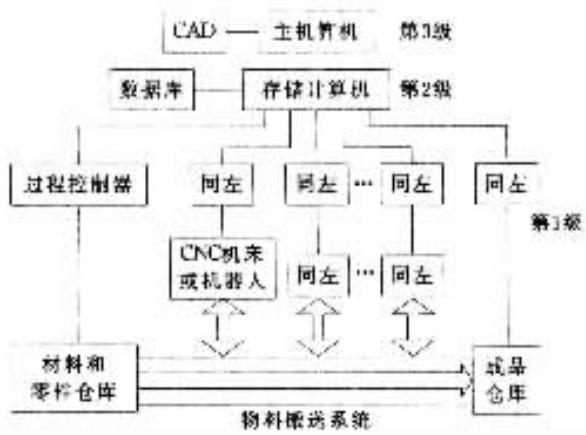 CAD 主机算机 第3级
数据库 存储计算机 第2级
过程控制器 同左 同左 … 同左 同左
第1级
CNC机来
或机器人 同左 … 同左
材料和
零件仓库
成品
仓库
物料搬送系统